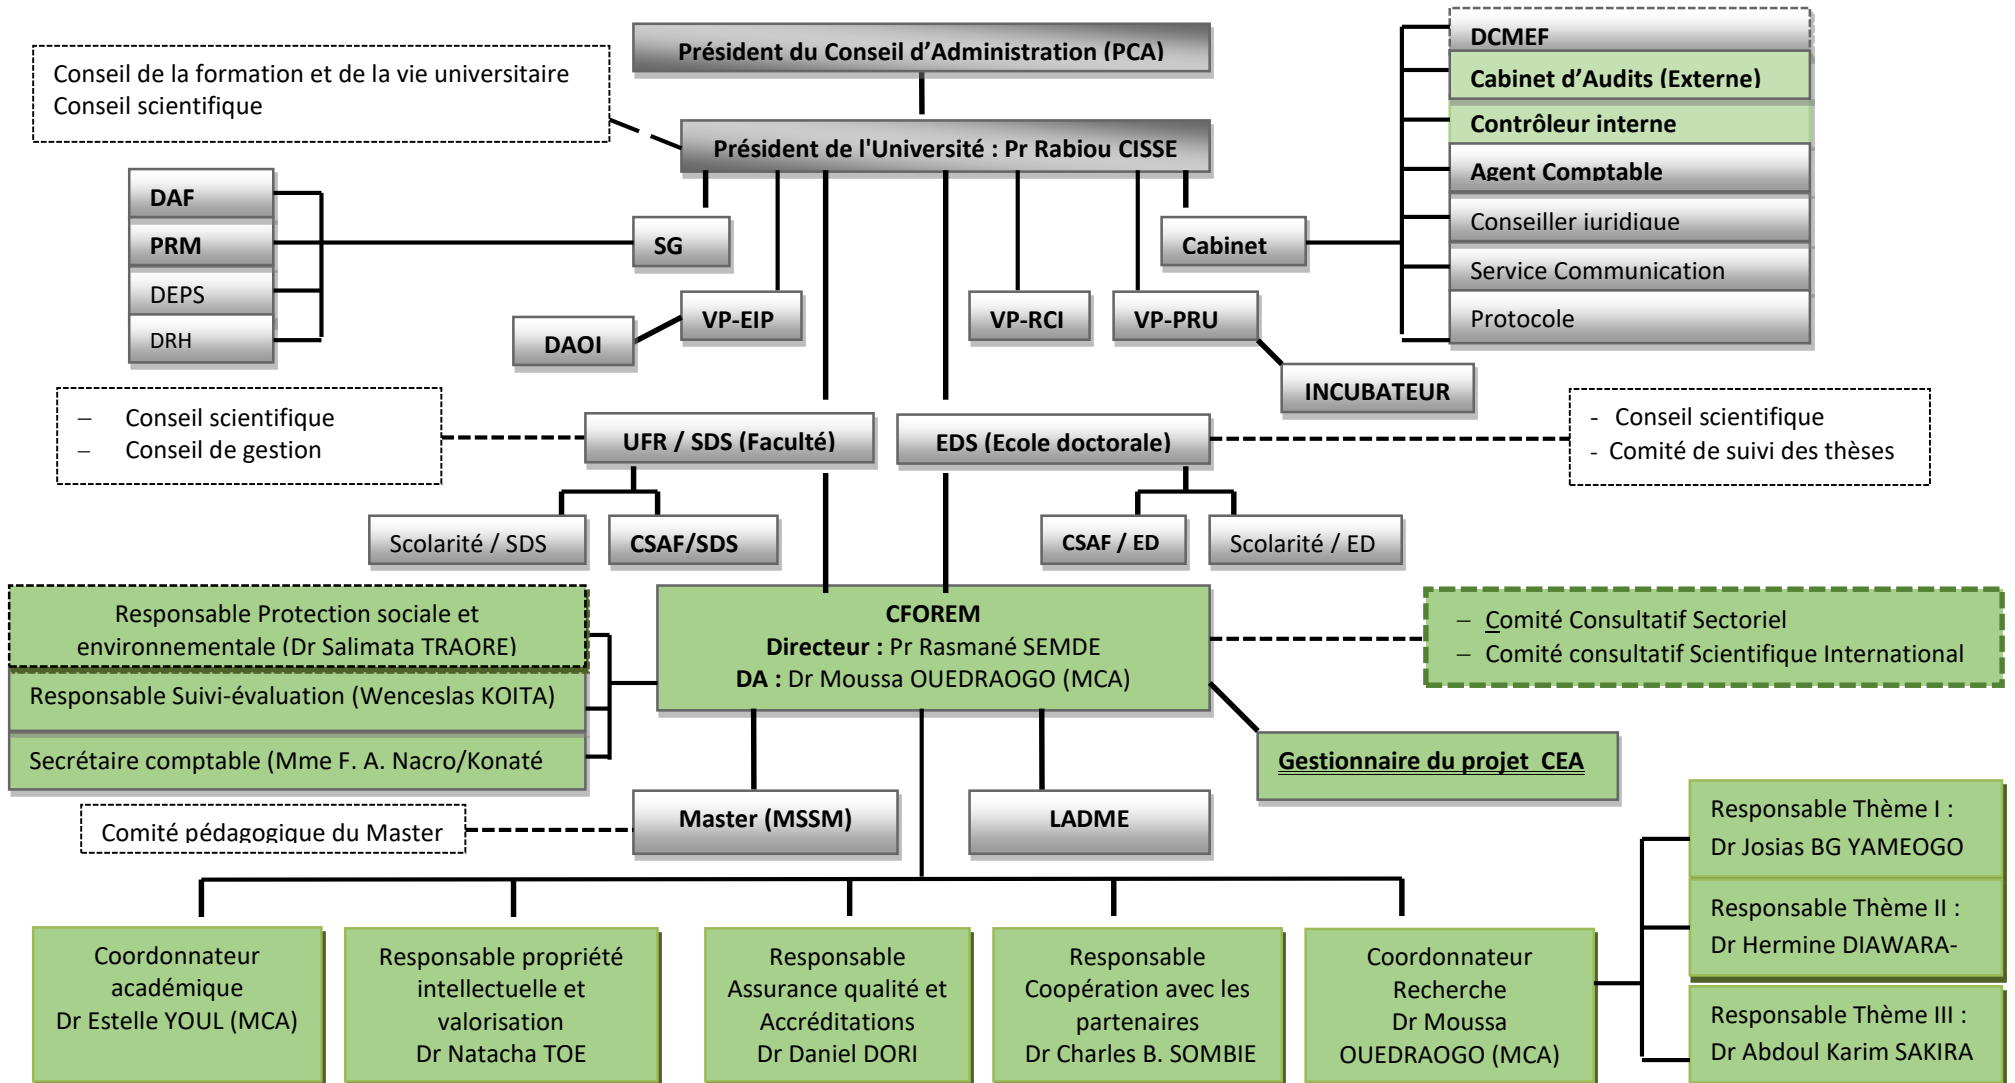 Président du Conseil d'Administration (PCA)
Conseil de la formation et de la vie universitaire
Conseil scientifique
Président de l'Université : Pr Rabiou CISSE
DCMEF
Cabinet d'Audits (Externe)
Contrôleur interne
Agent Comptable
Conseiller juridique
Service Communication
Protocole
DAF
PRM
DEPS
DRH
SG
Cabinet
VP-EIP
DAOI
VP-RCI
VP-PRU
INCUBATEUR
– Conseil scientifique
– Conseil de gestion
UFR / SDS (Faculté)
EDS (Ecole doctorale)
- Conseil scientifique
- Comité de suivi des thèses
Scolarité / SDS
CSAF/SDS
CSAF / ED
Scolarité / ED
Responsable Protection sociale et
environnementale (Dr Salimata TRAORE)
Responsable Suivi-évaluation (Wenceslas KOITA)
Secrétaire comptable (Mme F. A. Nacro/Konaté
CFOREM
Directeur : Pr Rasmané SEMDE
DA : Dr Moussa OUEDRAOGO (MCA)
– Comité Consultatif Sectoriel
– Comité consultatif Scientifique International
Gestionnaire du projet CEA
Comité pédagogique du Master
Master (MSSM)
LADME
Responsable Thème I :
Dr Josias BG YAMEOGO
Responsable Thème II :
Dr Hermine DIAWARA-
Responsable Thème III :
Dr Abdoul Karim SAKIRA
Coordonnateur
académique
Dr Estelle YOUL (MCA)
Responsable propriété
intellectuelle et
valorisation
Dr Natacha TOE
Responsable
Assurance qualité et
Accréditations
Dr Daniel DORI
Responsable
Coopération avec les
partenaires
Dr Charles B. SOMBIE
Coordonnateur
Recherche
Dr Moussa
OUEDRAOGO (MCA)